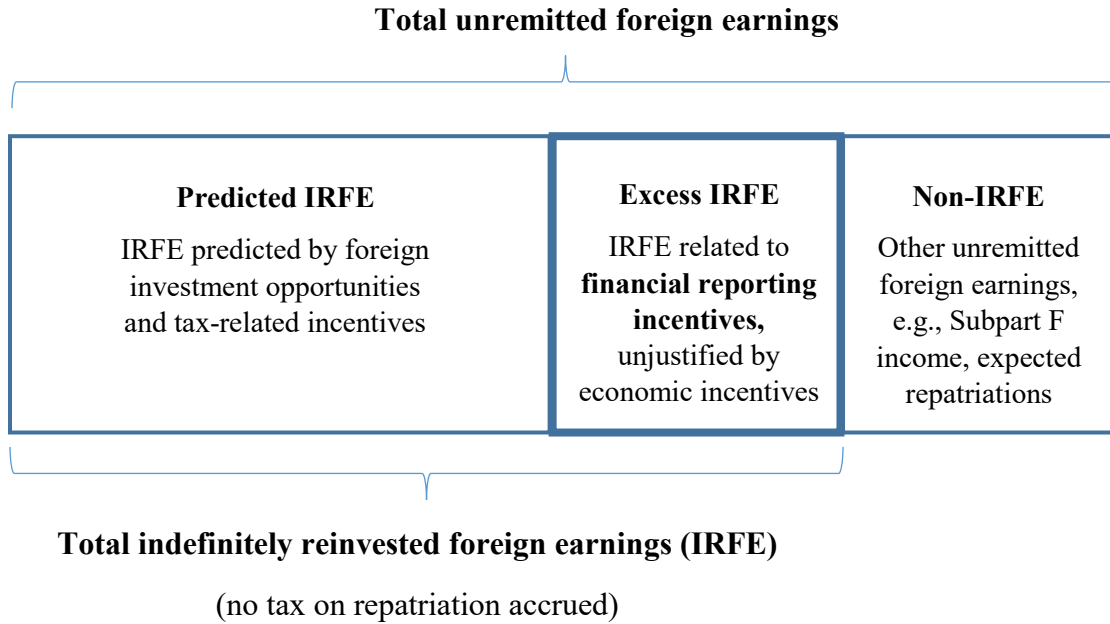 Total unremitted foreign earnings
Predicted IRFE
IRFE predicted by foreign
investment opportunities
and tax-related incentives
Excess IRFE
IRFE related to
financial reporting
incentives,
unjustified by
economic incentives
Non-IRFE
Other unremitted
foreign earnings,
e.g., Subpart F
income, expected
repatriations
Total indefinitely reinvested foreign earnings (IRFE)
(no tax on repatriation accrued)